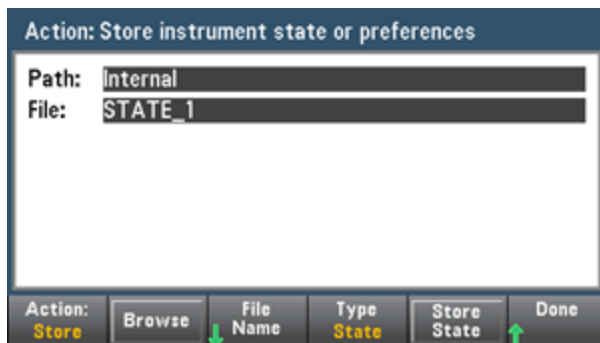 Action: Store instrument state or preferences
Path: Internal
File: STATE_1
Action: Store
Browse
File Name
Type State
Store State
Done